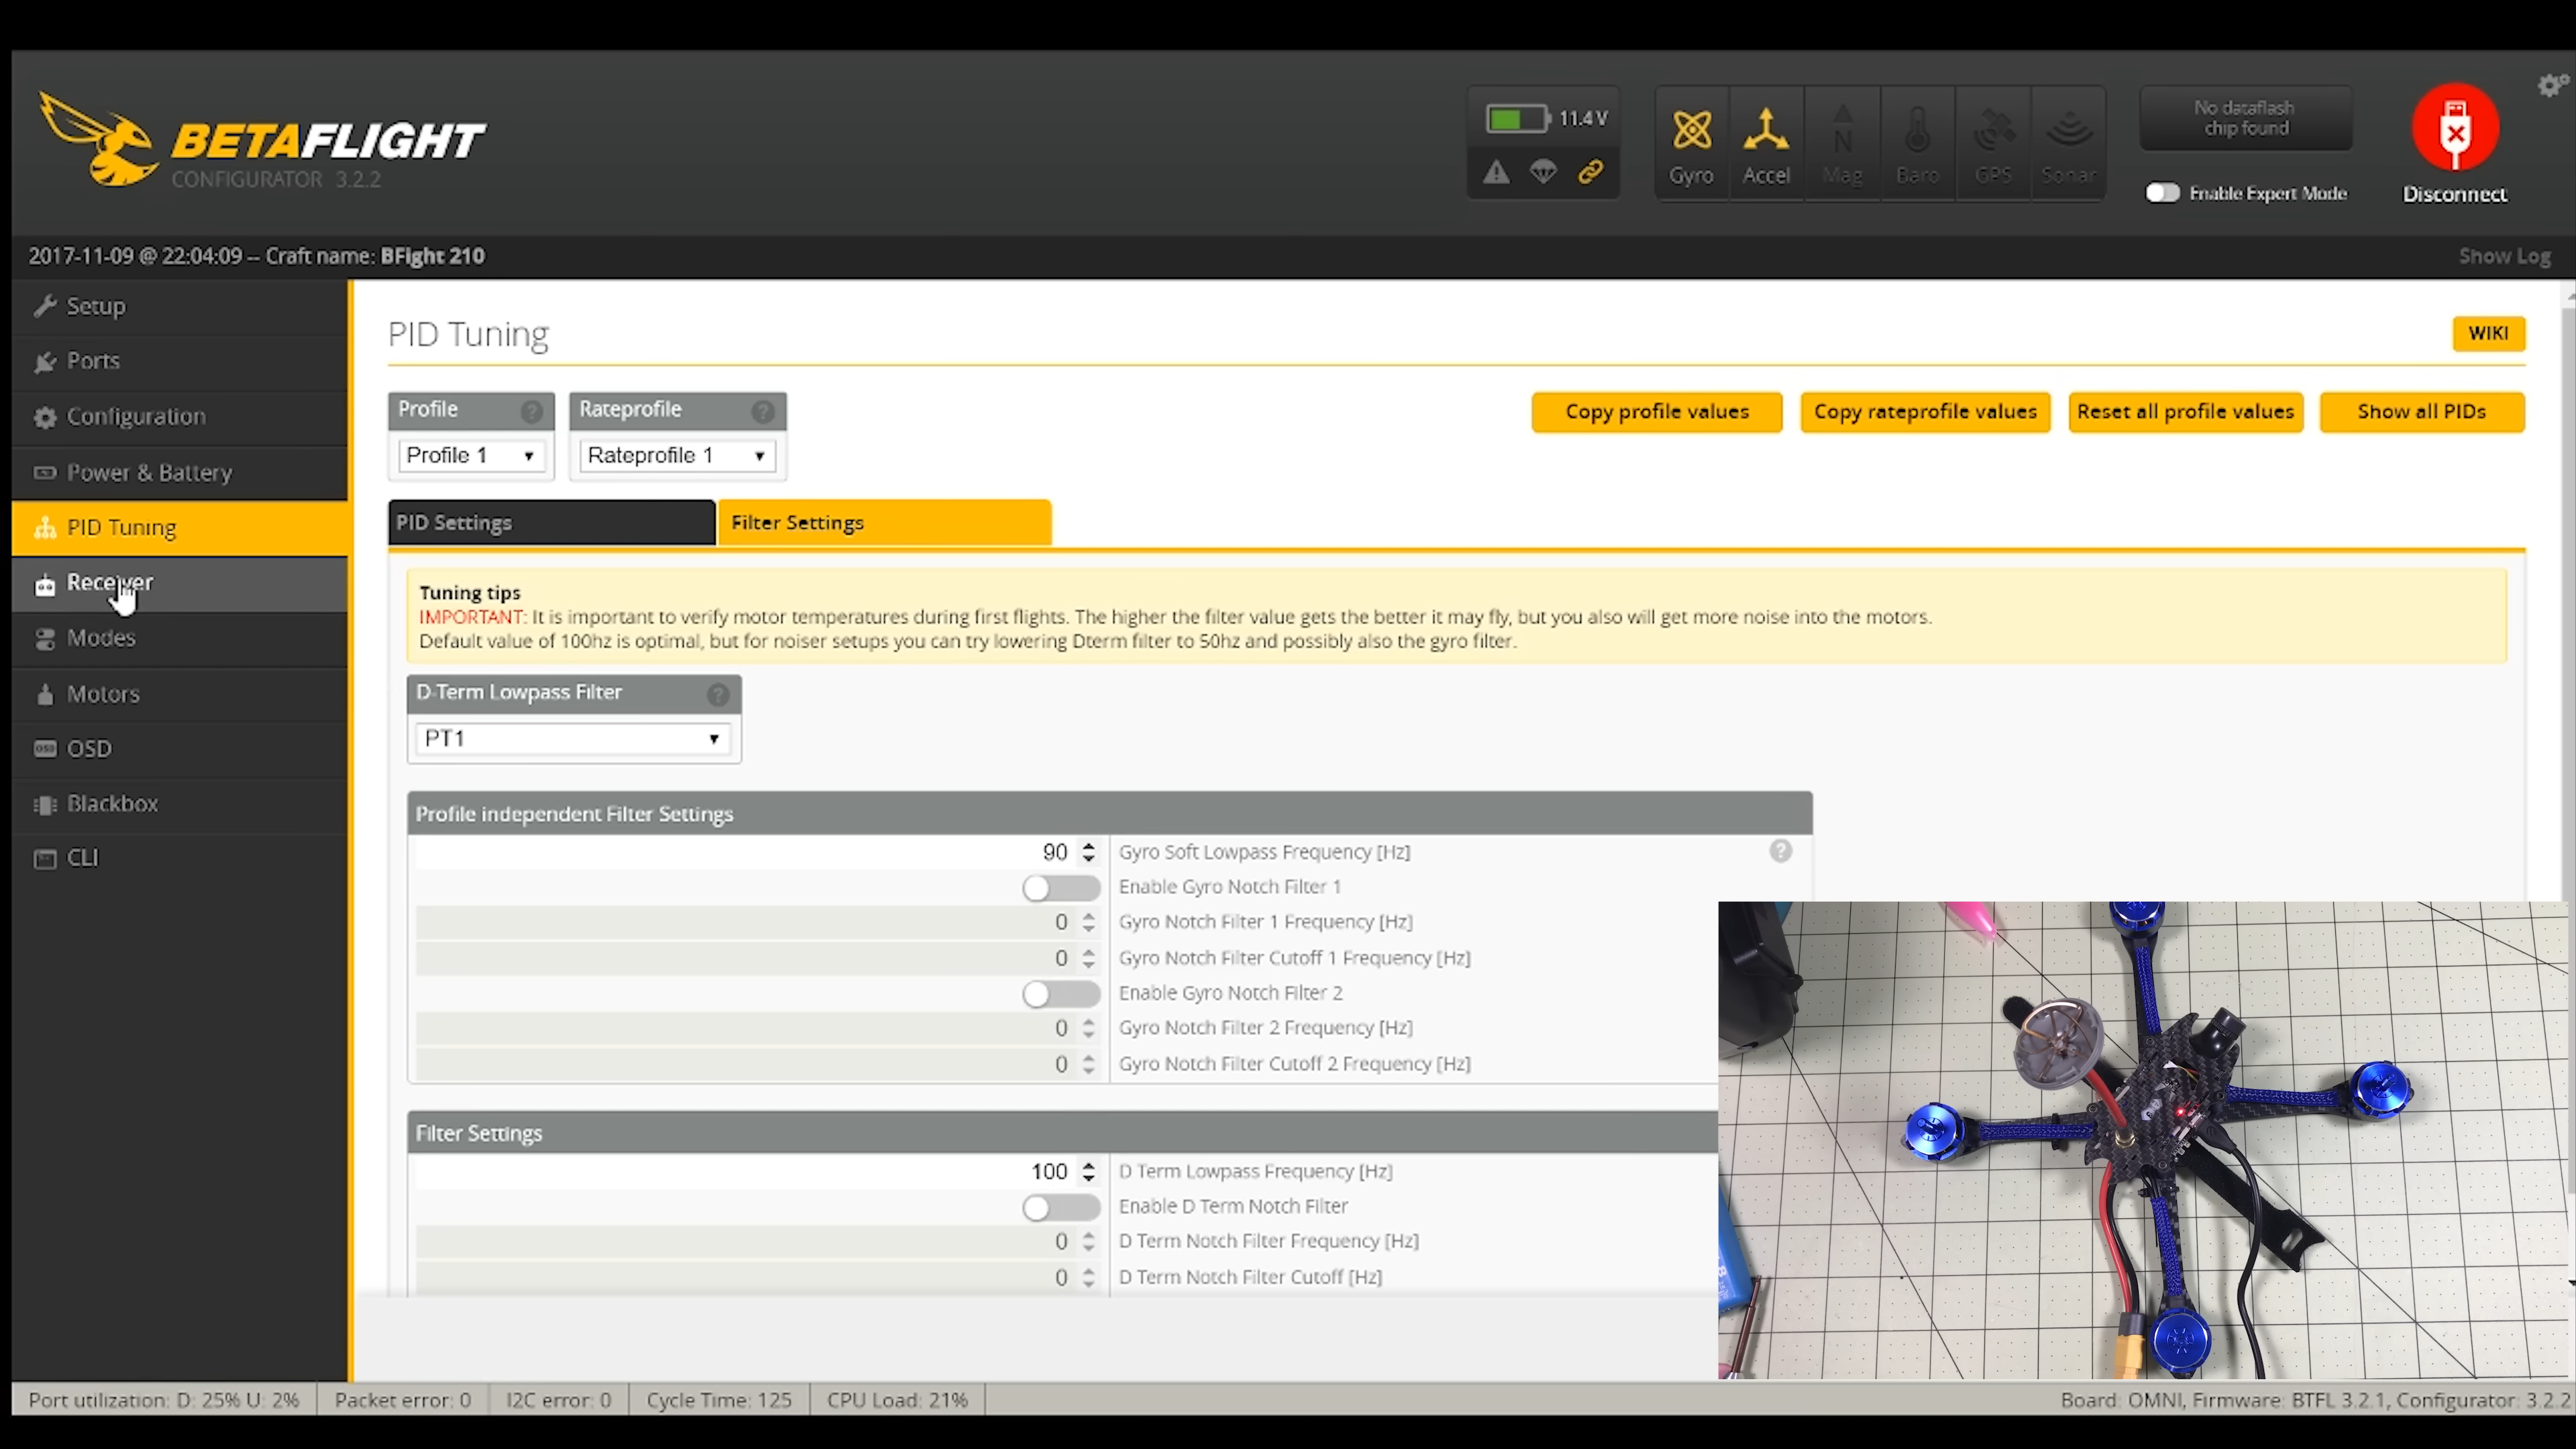 BETAFLIGHT
CONFIGURATOR 3.2.2
11.4 V
Gyro
Accel
Mag
Baro
GPS
Sonar
No dataflash
chip found
Enable Expert Mode
Disconnect
2017-11-09 @ 22:04:09 -- Craft name: BFight 210
Show Log
Setup
Ports
Configuration
Power & Battery
PID Tuning
Receiver
Modes
Motors
OSD
OSD
Blackbox
CLI
PID Tuning
WIKI
Profile ?
Rateprofile ?
Profile 1
Rateprofile 1
Copy profile values
Copy rateprofile values
Reset all profile values
Show all PIDs
PID Settings
Filter Settings
Tuning tips
IMPORTANT: It is important to verify motor temperatures during first flights. The higher the filter value gets the better it may fly, but you also will get more noise into the motors.
Default value of 100hz is optimal, but for noiser setups you can try lowering Dterm filter to 50hz and possibly also the gyro filter.
D-Term Lowpass Filter ?
PT1
Profile independent Filter Settings
90 Gyro Soft Lowpass Frequency [Hz] ?
Enable Gyro Notch Filter 1
0 Gyro Notch Filter 1 Frequency [Hz]
0 Gyro Notch Filter Cutoff 1 Frequency [Hz]
Enable Gyro Notch Filter 2
0 Gyro Notch Filter 2 Frequency [Hz]
0 Gyro Notch Filter Cutoff 2 Frequency [Hz]
Filter Settings
100 D Term Lowpass Frequency [Hz]
Enable D Term Notch Filter
0 D Term Notch Filter Frequency [Hz]
0 D Term Notch Filter Cutoff [Hz]
Port utilization: D: 25% U: 2%
Packet error: 0
I2C error: 0
Cycle Time: 125
CPU Load: 21%
Board: OMNI, Firmware: BTFL 3.2.1, Configurator: 3.2.2